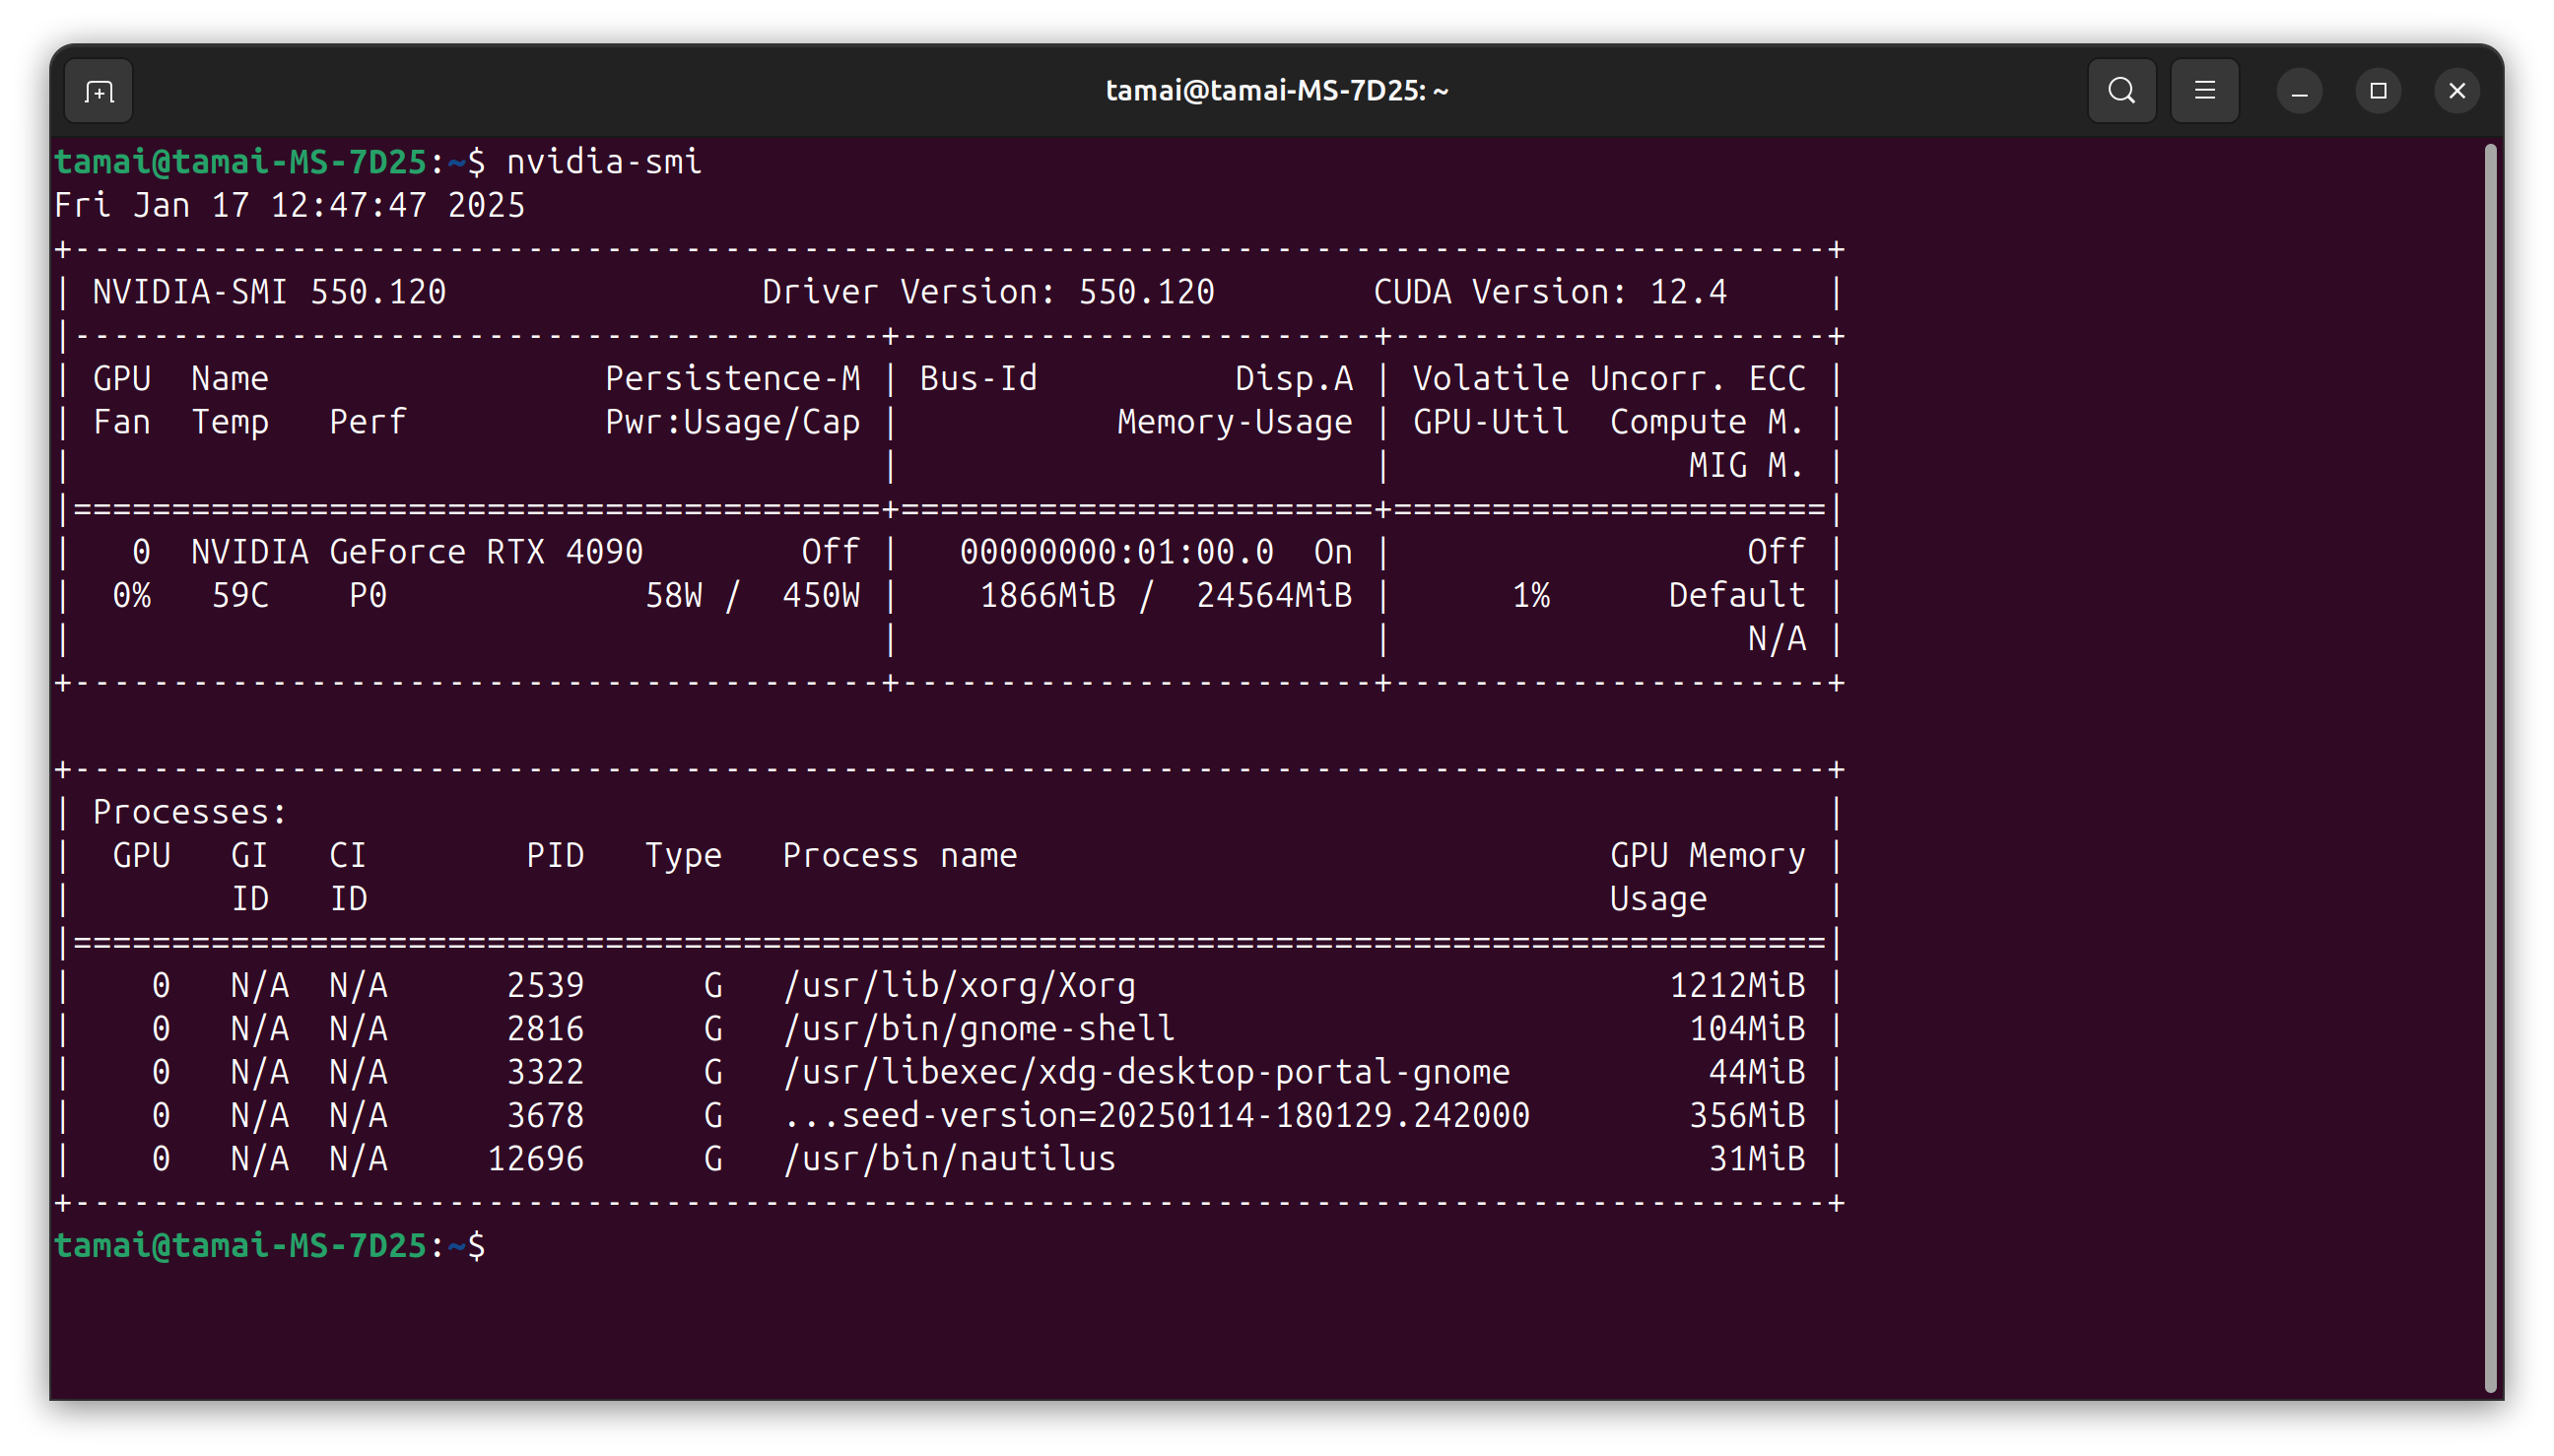 tamai@tamai-MS-7D25: ~
tamai@tamai-MS-7D25:~$ nvidia-smi
Fri Jan 17 12:47:47 2025
+-----------------------------------------------------------------------------------------+
| NVIDIA-SMI 550.120                Driver Version: 550.120        CUDA Version: 12.4     |
|-----------------------------------------+------------------------+----------------------+
| GPU  Name                 Persistence-M | Bus-Id          Disp.A | Volatile Uncorr. ECC |
| Fan  Temp   Perf          Pwr:Usage/Cap |           Memory-Usage | GPU-Util  Compute M. |
|                                         |                        |               MIG M. |
|=========================================+========================+======================|
|   0  NVIDIA GeForce RTX 4090        Off |   00000000:01:00.0  On |                  Off |
|  0%   59C    P0             58W /  450W |    1866MiB /  24564MiB |      1%      Default |
|                                         |                        |                  N/A |
+-----------------------------------------+------------------------+----------------------+
+-----------------------------------------------------------------------------------------+
| Processes:                                                                              |
|  GPU   GI   CI        PID   Type   Process name                              GPU Memory |
|        ID   ID                                                               Usage      |
|=========================================================================================|
|    0   N/A  N/A      2539      G   /usr/lib/xorg/Xorg                           1212MiB |
|    0   N/A  N/A      2816      G   /usr/bin/gnome-shell                          104MiB |
|    0   N/A  N/A      3322      G   /usr/libexec/xdg-desktop-portal-gnome          44MiB |
|    0   N/A  N/A      3678      G   ...seed-version=20250114-180129.242000        356MiB |
|    0   N/A  N/A     12696      G   /usr/bin/nautilus                              31MiB |
+-----------------------------------------------------------------------------------------+
tamai@tamai-MS-7D25:~$